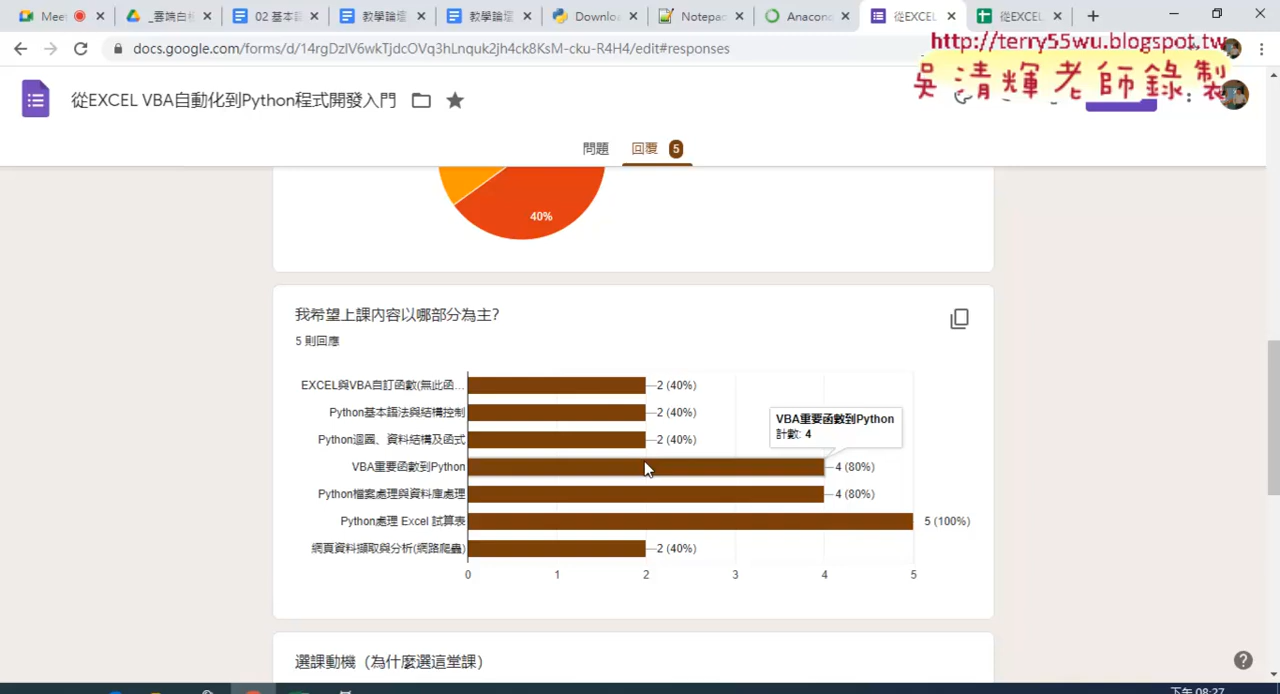 Meet
_雲端白板
02 基本語
教學論壇
教學論壇
Downloa
Notepad
Anacond
從EXCEL
從EXCEL
docs.google.com/forms/d/14rgDzIV6wkTjdcOVq3hLnquk2jh4ck8KsM-cku-R4H4/edit#responses
http://terry55wu.blogspot.tw
吳清輝老師錄製
從EXCEL VBA自動化到Python程式開發入門
問題
回覆 5
40%
我希望上課內容以哪部分為主?
5 則回應
EXCEL與VBA自訂函數(無此函... 2 (40%)
Python基本語法與結構控制 2 (40%)
Python迴圈、資料結構及函式 2 (40%)
VBA重要函數到Python
計數: 4
VBA重要函數到Python 4 (80%)
Python檔案處理與資料庫處理 4 (80%)
Python處理 Excel 試算表 5 (100%)
網頁資料擷取與分析(網路爬蟲) 2 (40%)
0 1 2 3 4 5
選課動機（為什麼選這堂課）
下午 08:27